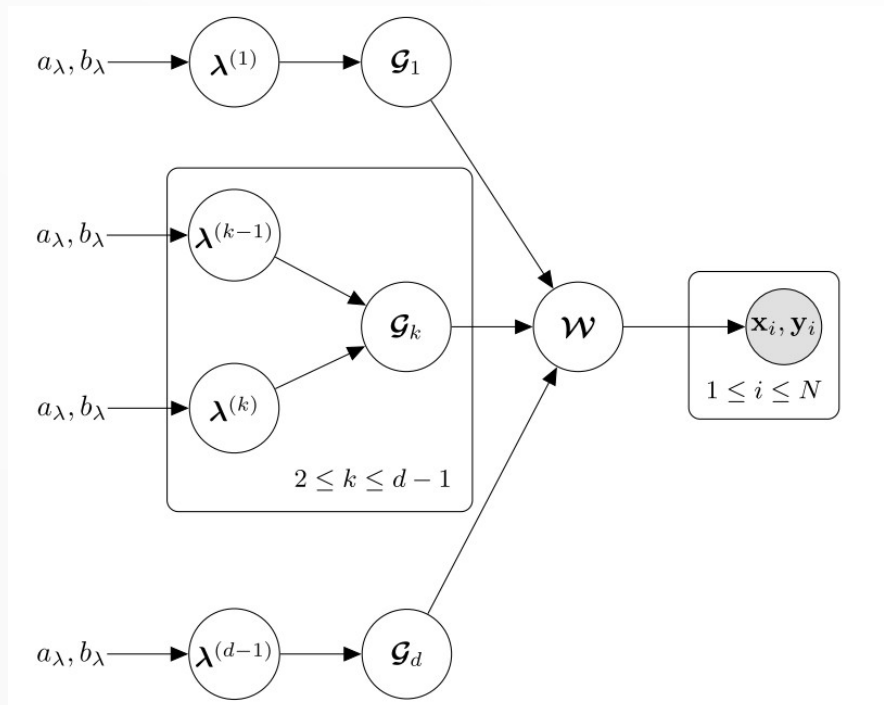 a_λ, b_λ λ^(1) 𝓖_1
a_λ, b_λ λ^(k−1)
𝓖_k 𝓦 x_i, y_i
a_λ, b_λ λ^(k) 1 ≤ i ≤ N
2 ≤ k ≤ d − 1
a_λ, b_λ λ^(d−1) 𝓖_d